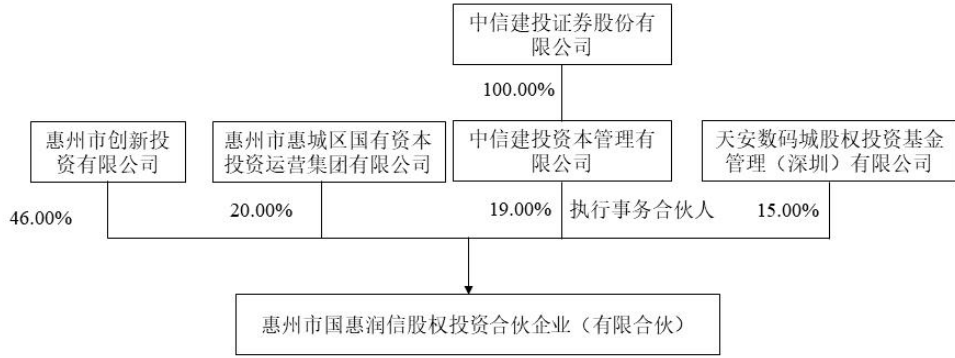 中信建投证券股份有
限公司
100.00%
惠州市创新投
资有限公司
惠州市惠城区国有资本
投资运营集团有限公司
中信建投资本管理有
限公司
天安数码城股权投资基金
管理（深圳）有限公司
46.00%
20.00%
19.00%
执行事务合伙人
15.00%
惠州市国惠润信股权投资合伙企业（有限合伙）